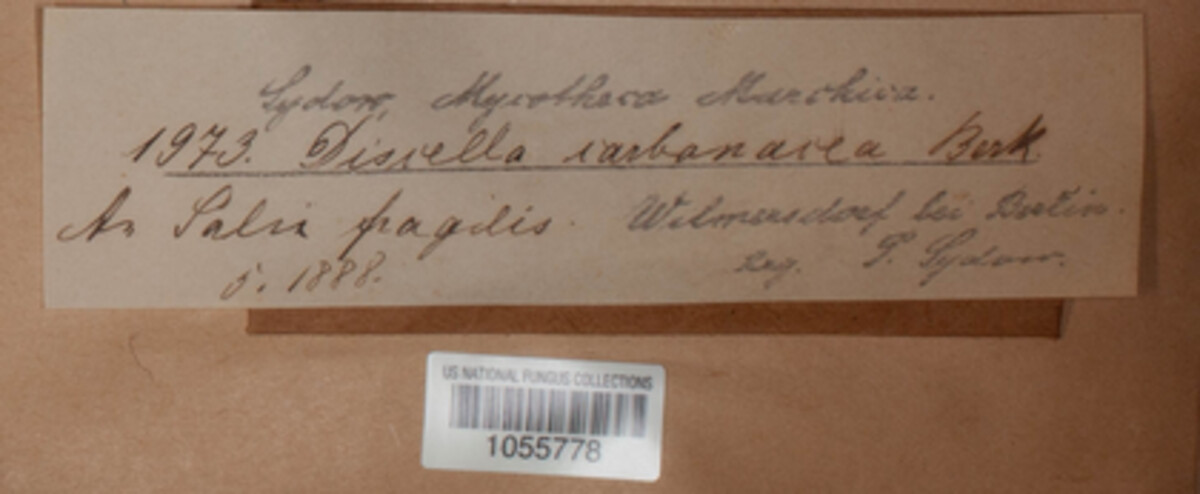 Sydow, Mycotheca Marchica.
1973. Discella carbonacea Berk.
An Salix fragilis. Wilmersdorf bei Berlin.
5. 1888. leg. P. Sydow.
US NATIONAL FUNGUS COLLECTIONS
1055778